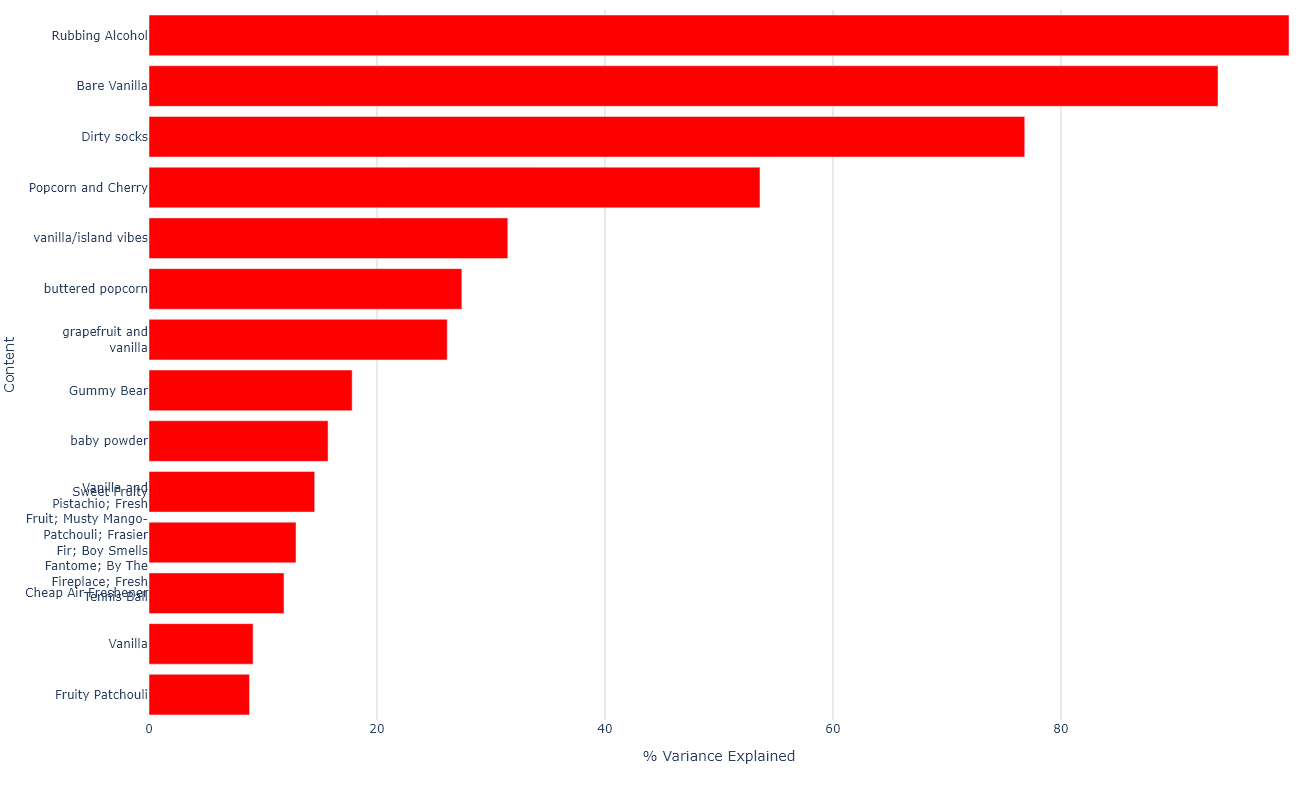 Rubbing Alcohol
Bare Vanilla
Dirty socks
Popcorn and Cherry
vanilla/island vibes
buttered popcorn
grapefruit and
vanilla
Content
Gummy Bear
baby powder
Sweet Fruity
Vanilla and
Pistachio; Fresh
Fruit; Musty Mango-
Patchouli; Frasier
Fir; Boy Smells
Fantome; By The
Fireplace; Fresh
Tennis Ball
Cheap Air Freshener
Vanilla
Fruity Patchouli
0 20 40 60 80
% Variance Explained